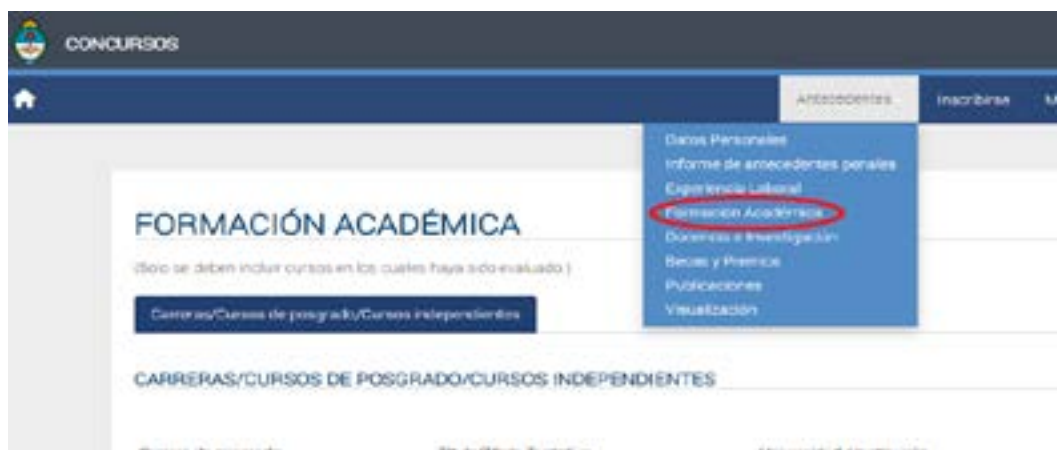 CONCURSOS
Antecedentes Inscribirse M
Datos Personales
Informe de antecedentes penales
Experiencia Laboral
Formación Académica
Docencia e Investigación
Becas y Premios
Publicaciones
Visualización
FORMACIÓN ACADÉMICA
(Solo se deben incluir cursos en los cuales haya sido evaluado.)
Carreras/Cursos de posgrado/Cursos independientes
CARRERAS/CURSOS DE POSGRADO/CURSOS INDEPENDIENTES